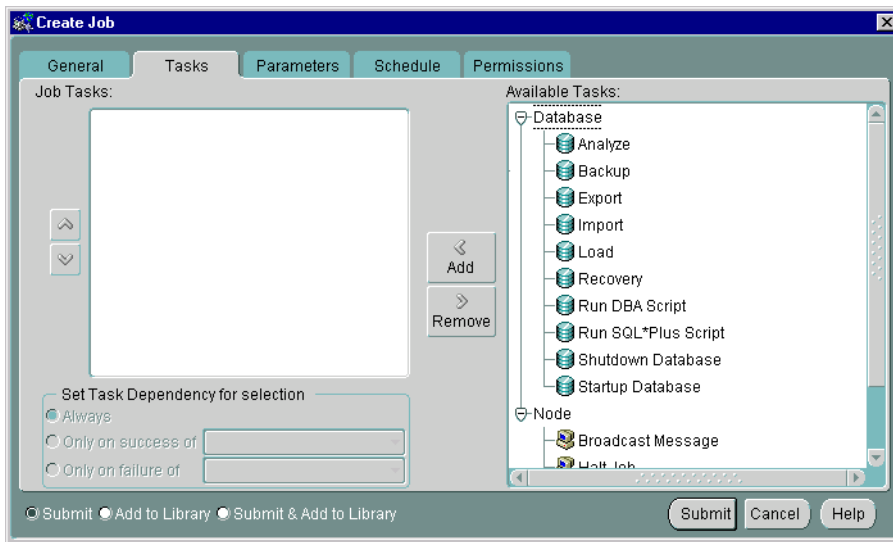 Create Job
General Tasks Parameters Schedule Permissions
Job Tasks:
Available Tasks:
Database
Analyze
Backup
Export
Import
Load
Recovery
Run DBA Script
Run SQL*Plus Script
Shutdown Database
Startup Database
Node
Broadcast Message
Halt Job
Add
Remove
Set Task Dependency for selection
Always
Only on success of
Only on failure of
Submit Add to Library Submit & Add to Library
Submit Cancel Help